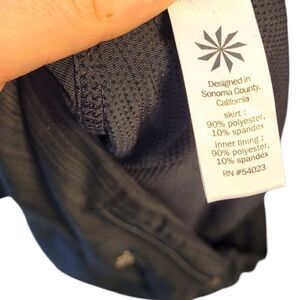 Designed in
Sonoma County,
California
skirt :
90% polyester,
10% spandex
inner lining :
90% polyester,
10% spandex
RN #54023